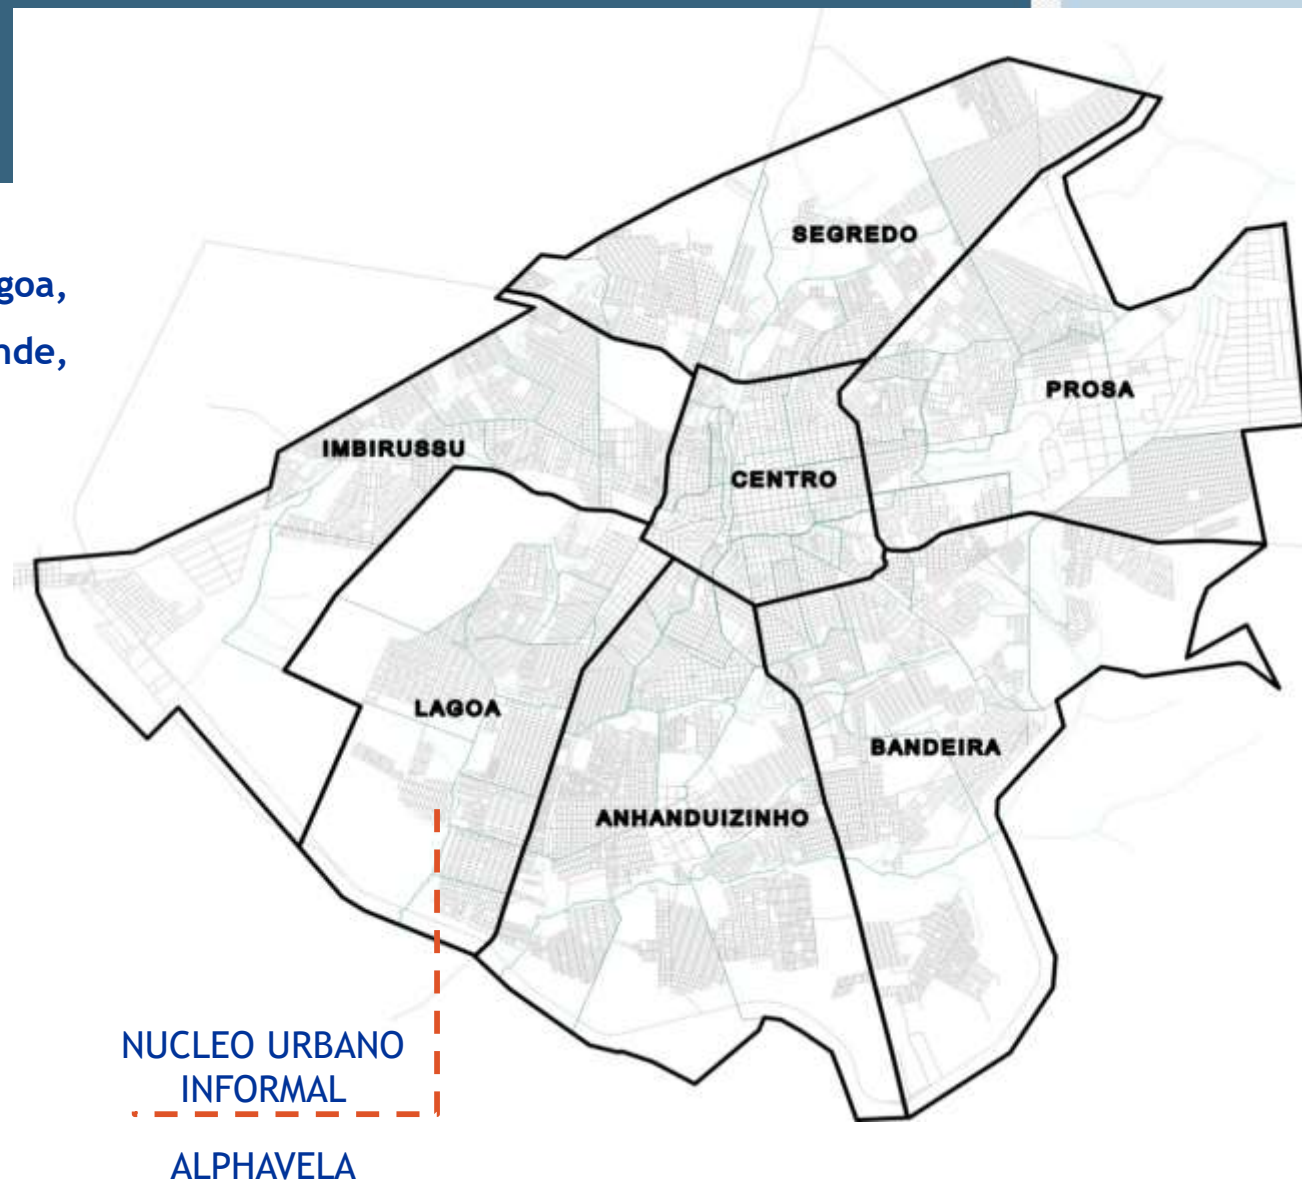 goa,
nde,
SEGREDO
PROSA
IMBIRUSSU
CENTRO
LAGOA
BANDEIRA
ANHANDUIZINHO
NUCLEO URBANO
INFORMAL
ALPHAVELA